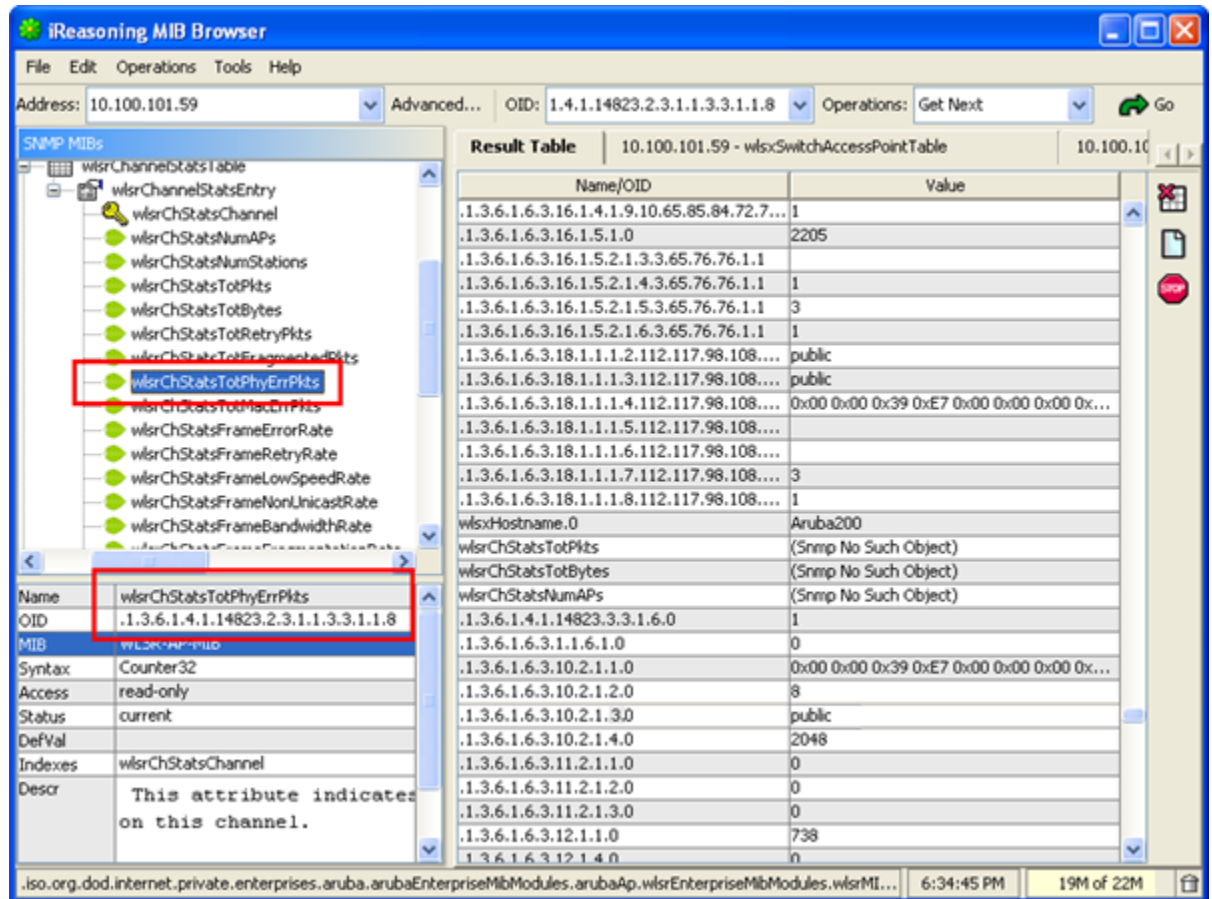 iReasoning MIB Browser
File Edit Operations Tools Help
Address: 10.100.101.59 Advanced... OID: 1.4.1.14823.2.3.1.1.3.3.1.1.8 Operations: Get Next Go
SNMP MIBs
wlsrChannelStatsTable
wlsrChannelStatsEntry
wlsrChStatsChannel
wlsrChStatsNumAPs
wlsrChStatsNumStations
wlsrChStatsTotPkts
wlsrChStatsTotBytes
wlsrChStatsTotRetryPkts
wlsrChStatsTotFragmentedPkts
wlsrChStatsTotPhyErrPkts
wlsrChStatsTotMacErrPkts
wlsrChStatsFrameErrorRate
wlsrChStatsFrameRetryRate
wlsrChStatsFrameLowSpeedRate
wlsrChStatsFrameNonUnicastRate
wlsrChStatsFrameBandwidthRate
wlsrChStatsFrameFragmentationRate
Name wlsrChStatsTotPhyErrPkts
OID .1.3.6.1.4.1.14823.2.3.1.1.3.3.1.1.8
MIB WLSR-AP-MIB
Syntax Counter32
Access read-only
Status current
DefVal
Indexes wlsrChStatsChannel
Descr This attribute indicates
on this channel.
Result Table 10.100.101.59 - wlsxSwitchAccessPointTable 10.100.10
Name/OID Value
.1.3.6.1.6.3.16.1.4.1.9.10.65.85.84.72.7... 1
.1.3.6.1.6.3.16.1.5.1.0 2205
.1.3.6.1.6.3.16.1.5.2.1.3.3.65.76.76.1.1
.1.3.6.1.6.3.16.1.5.2.1.4.3.65.76.76.1.1 1
.1.3.6.1.6.3.16.1.5.2.1.5.3.65.76.76.1.1 3
.1.3.6.1.6.3.16.1.5.2.1.6.3.65.76.76.1.1 1
.1.3.6.1.6.3.18.1.1.1.2.112.117.98.108.... public
.1.3.6.1.6.3.18.1.1.1.3.112.117.98.108.... public
.1.3.6.1.6.3.18.1.1.1.4.112.117.98.108.... 0x00 0x00 0x39 0xE7 0x00 0x00 0x00 0x...
.1.3.6.1.6.3.18.1.1.1.5.112.117.98.108....
.1.3.6.1.6.3.18.1.1.1.6.112.117.98.108....
.1.3.6.1.6.3.18.1.1.1.7.112.117.98.108.... 3
.1.3.6.1.6.3.18.1.1.1.8.112.117.98.108.... 1
wlsxHostname.0 Aruba200
wlsrChStatsTotPkts (Snmp No Such Object)
wlsrChStatsTotBytes (Snmp No Such Object)
wlsrChStatsNumAPs (Snmp No Such Object)
.1.3.6.1.4.1.14823.3.3.1.6.0 1
.1.3.6.1.6.3.1.1.6.1.0 0
.1.3.6.1.6.3.10.2.1.1.0 0x00 0x00 0x39 0xE7 0x00 0x00 0x00 0x...
.1.3.6.1.6.3.10.2.1.2.0 8
.1.3.6.1.6.3.10.2.1.3.0 public
.1.3.6.1.6.3.10.2.1.4.0 2048
.1.3.6.1.6.3.11.2.1.1.0 0
.1.3.6.1.6.3.11.2.1.2.0 0
.1.3.6.1.6.3.11.2.1.3.0 0
.1.3.6.1.6.3.12.1.1.0 738
.1.3.6.1.6.3.12.1.4.0 0
STOP
.iso.org.dod.internet.private.enterprises.aruba.arubaEnterpriseMibModules.arubaAp.wlsrEnterpriseMibModules.wlsrMI... 6:34:45 PM 19M of 22M